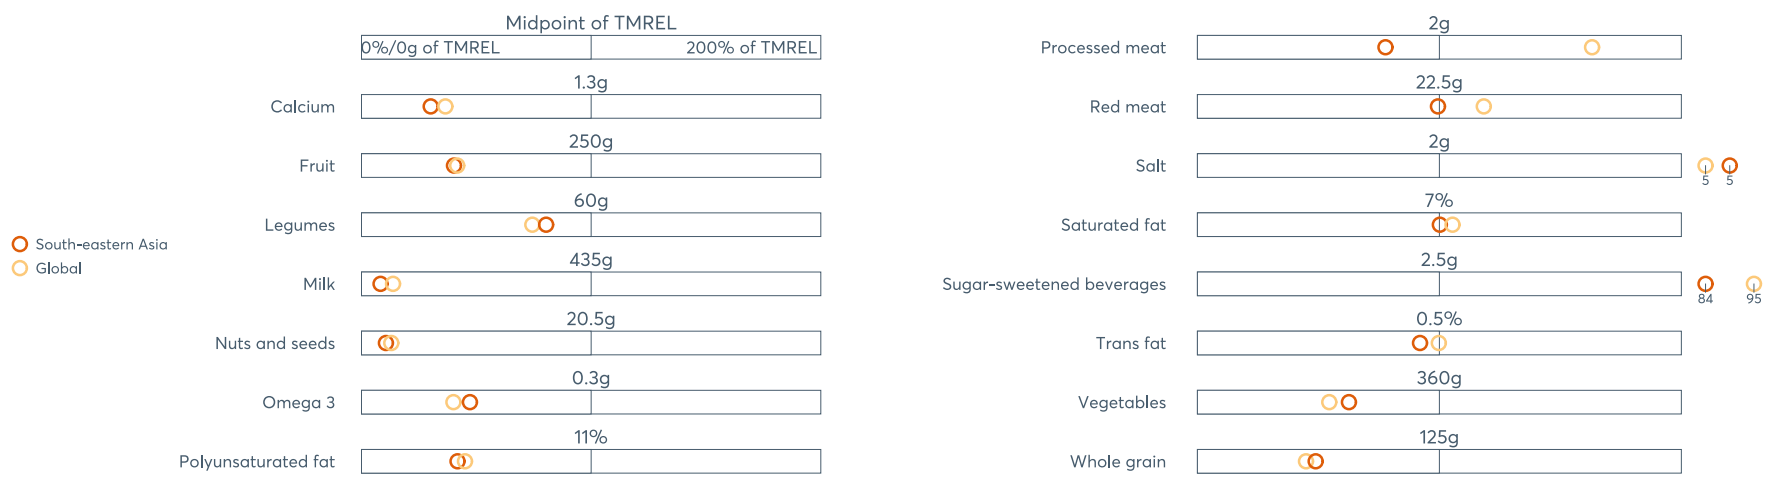 South-eastern Asia
Global
Midpoint of TMREL
0%/0g of TMREL 200% of TMREL
1.3g
Calcium
250g
Fruit
60g
Legumes
435g
Milk
20.5g
Nuts and seeds
0.3g
Omega 3
11%
Polyunsaturated fat
2g
Processed meat
22.5g
Red meat
2g
Salt
5 5
7%
Saturated fat
2.5g
Sugar-sweetened beverages
84 95
0.5%
Trans fat
360g
Vegetables
125g
Whole grain